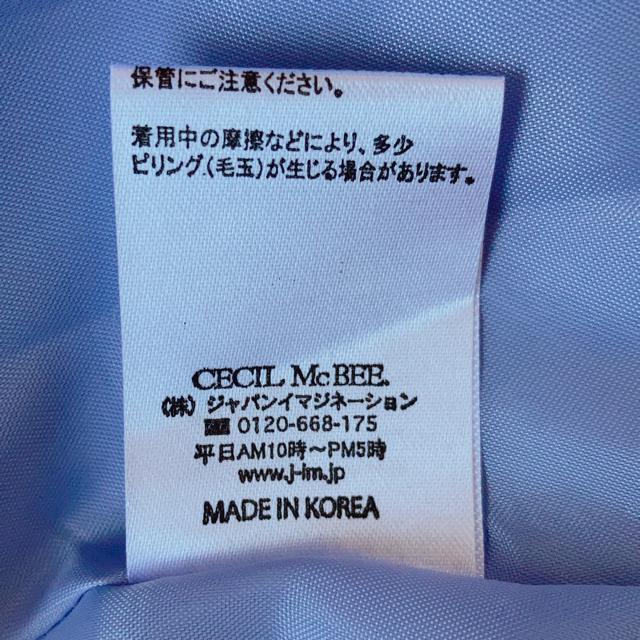 保管にご注意ください。
着用中の摩擦などにより、多少
ピリング(毛玉)が生じる場合があります。
CECIL McBEE.
(株) ジャパンイマジネーション
0120-668-175
平日AM10時～PM5時
www.j-im.jp
MADE IN KOREA